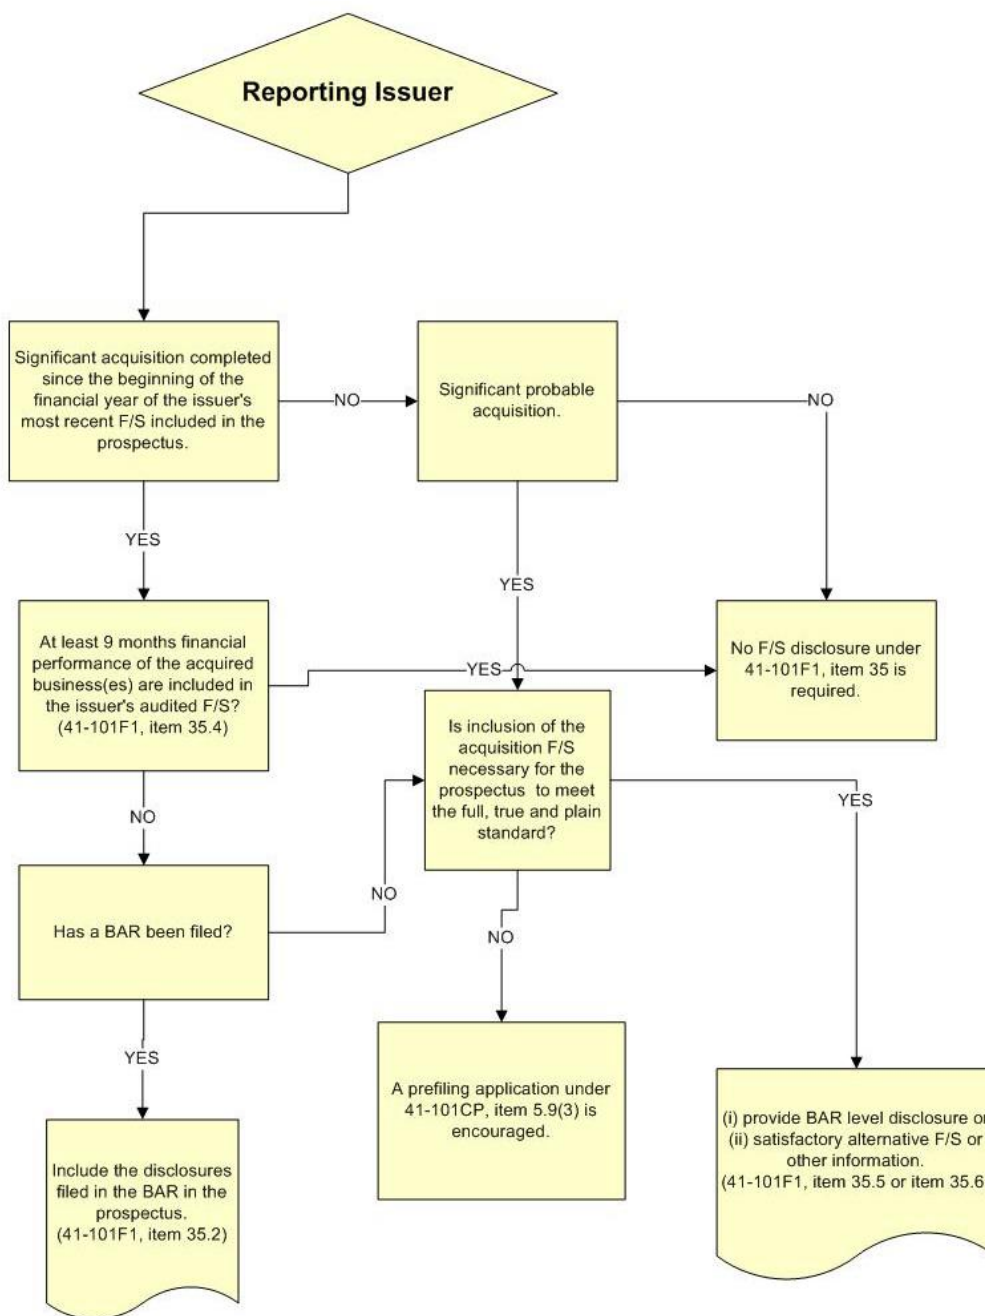 Reporting Issuer
Significant acquisition completed
since the beginning of the
financial year of the issuer's
most recent F/S included in the
prospectus.
NO
Significant probable
acquisition.
NO
YES
YES
At least 9 months financial
performance of the acquired
business(es) are included in
the issuer's audited F/S?
(41-101F1, item 35.4)
YES
No F/S disclosure under
41-101F1, item 35 is
required.
Is inclusion of the
acquisition F/S
necessary for the
prospectus to meet
the full, true and plain
standard?
NO
YES
Has a BAR been filed?
NO
NO
YES
A prefiling application under
41-101CP, item 5.9(3) is
encouraged.
(i) provide BAR level disclosure or
(ii) satisfactory alternative F/S or
other information.
(41-101F1, item 35.5 or item 35.6
Include the disclosures
filed in the BAR in the
prospectus.
(41-101F1, item 35.2)